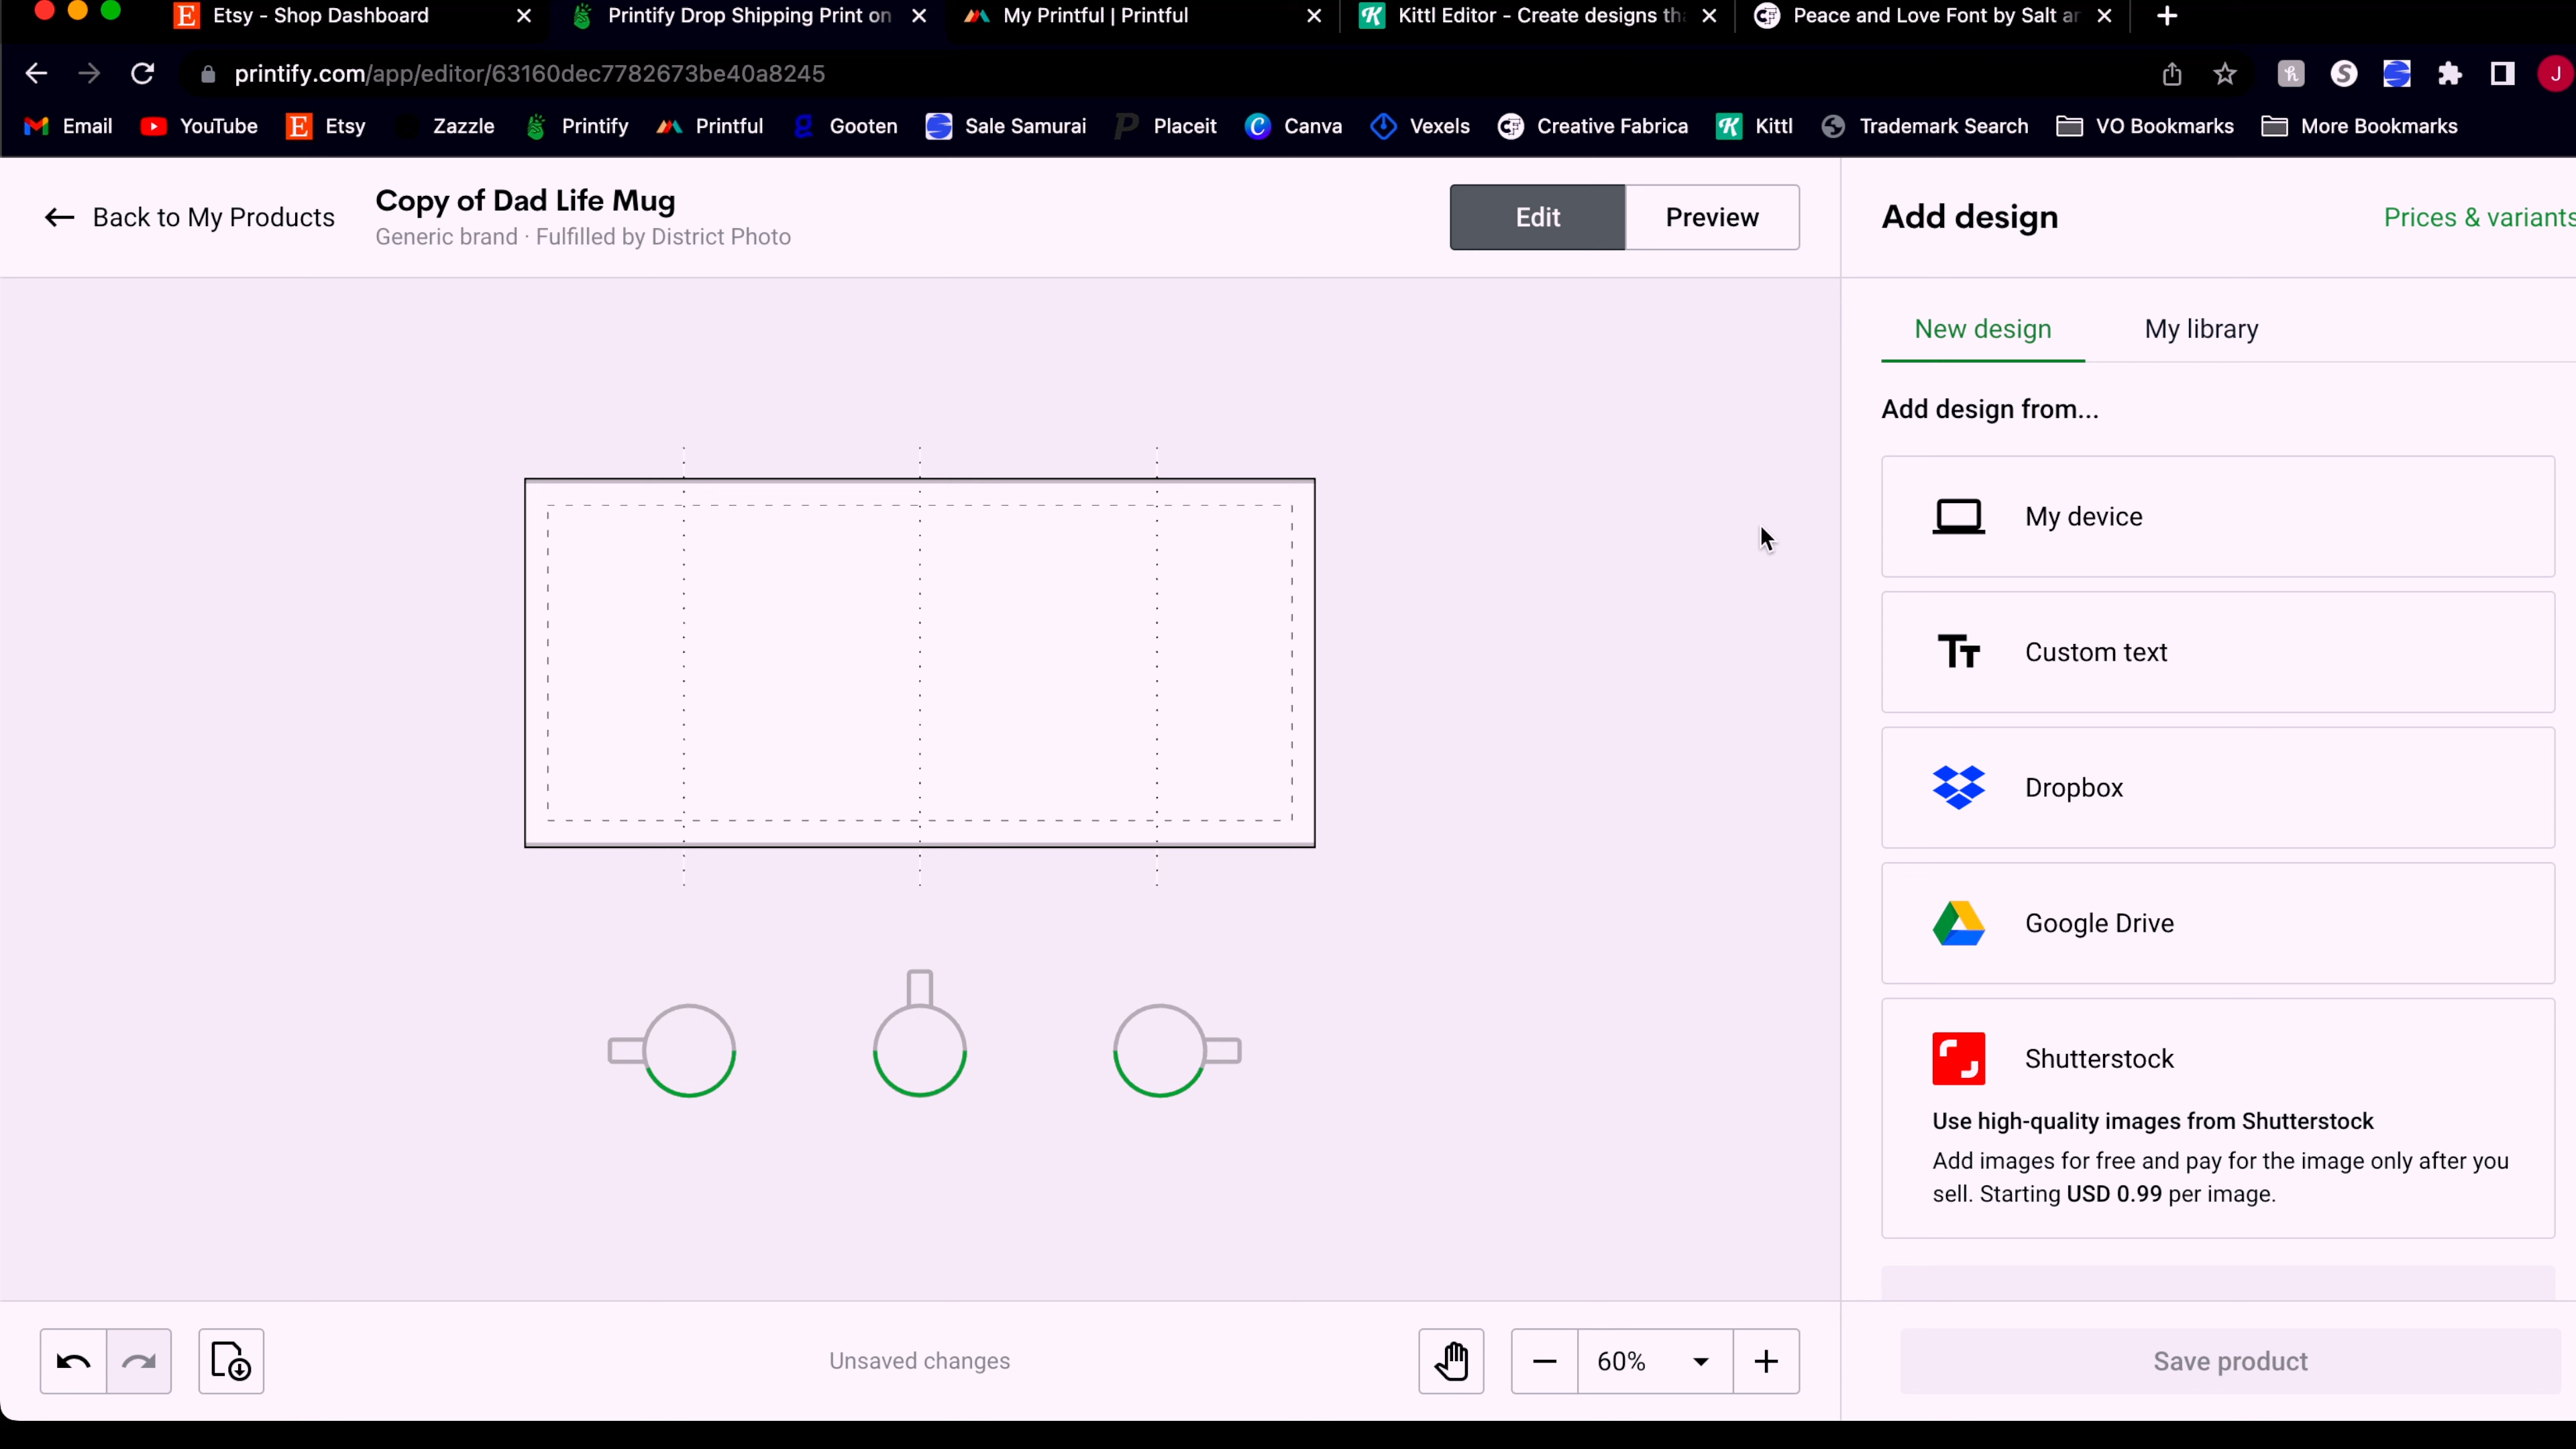 Etsy - Shop Dashboard
Printify Drop Shipping Print on
My Printful | Printful
Kittl Editor - Create designs th
Peace and Love Font by Salt ar
printify.com/app/editor/63160dec7782673be40a8245
J
Email
YouTube
Etsy
Zazzle
Printify
Printful
Gooten
Sale Samurai
Placeit
Canva
Vexels
Creative Fabrica
Kittl
Trademark Search
VO Bookmarks
More Bookmarks
Back to My Products
Copy of Dad Life Mug
Generic brand · Fulfilled by District Photo
Edit
Preview
Add design
Prices & variants
New design
My library
Add design from...
My device
Custom text
Dropbox
Google Drive
Shutterstock
Use high-quality images from Shutterstock
Add images for free and pay for the image only after you
sell. Starting USD 0.99 per image.
Unsaved changes
60%
Save product